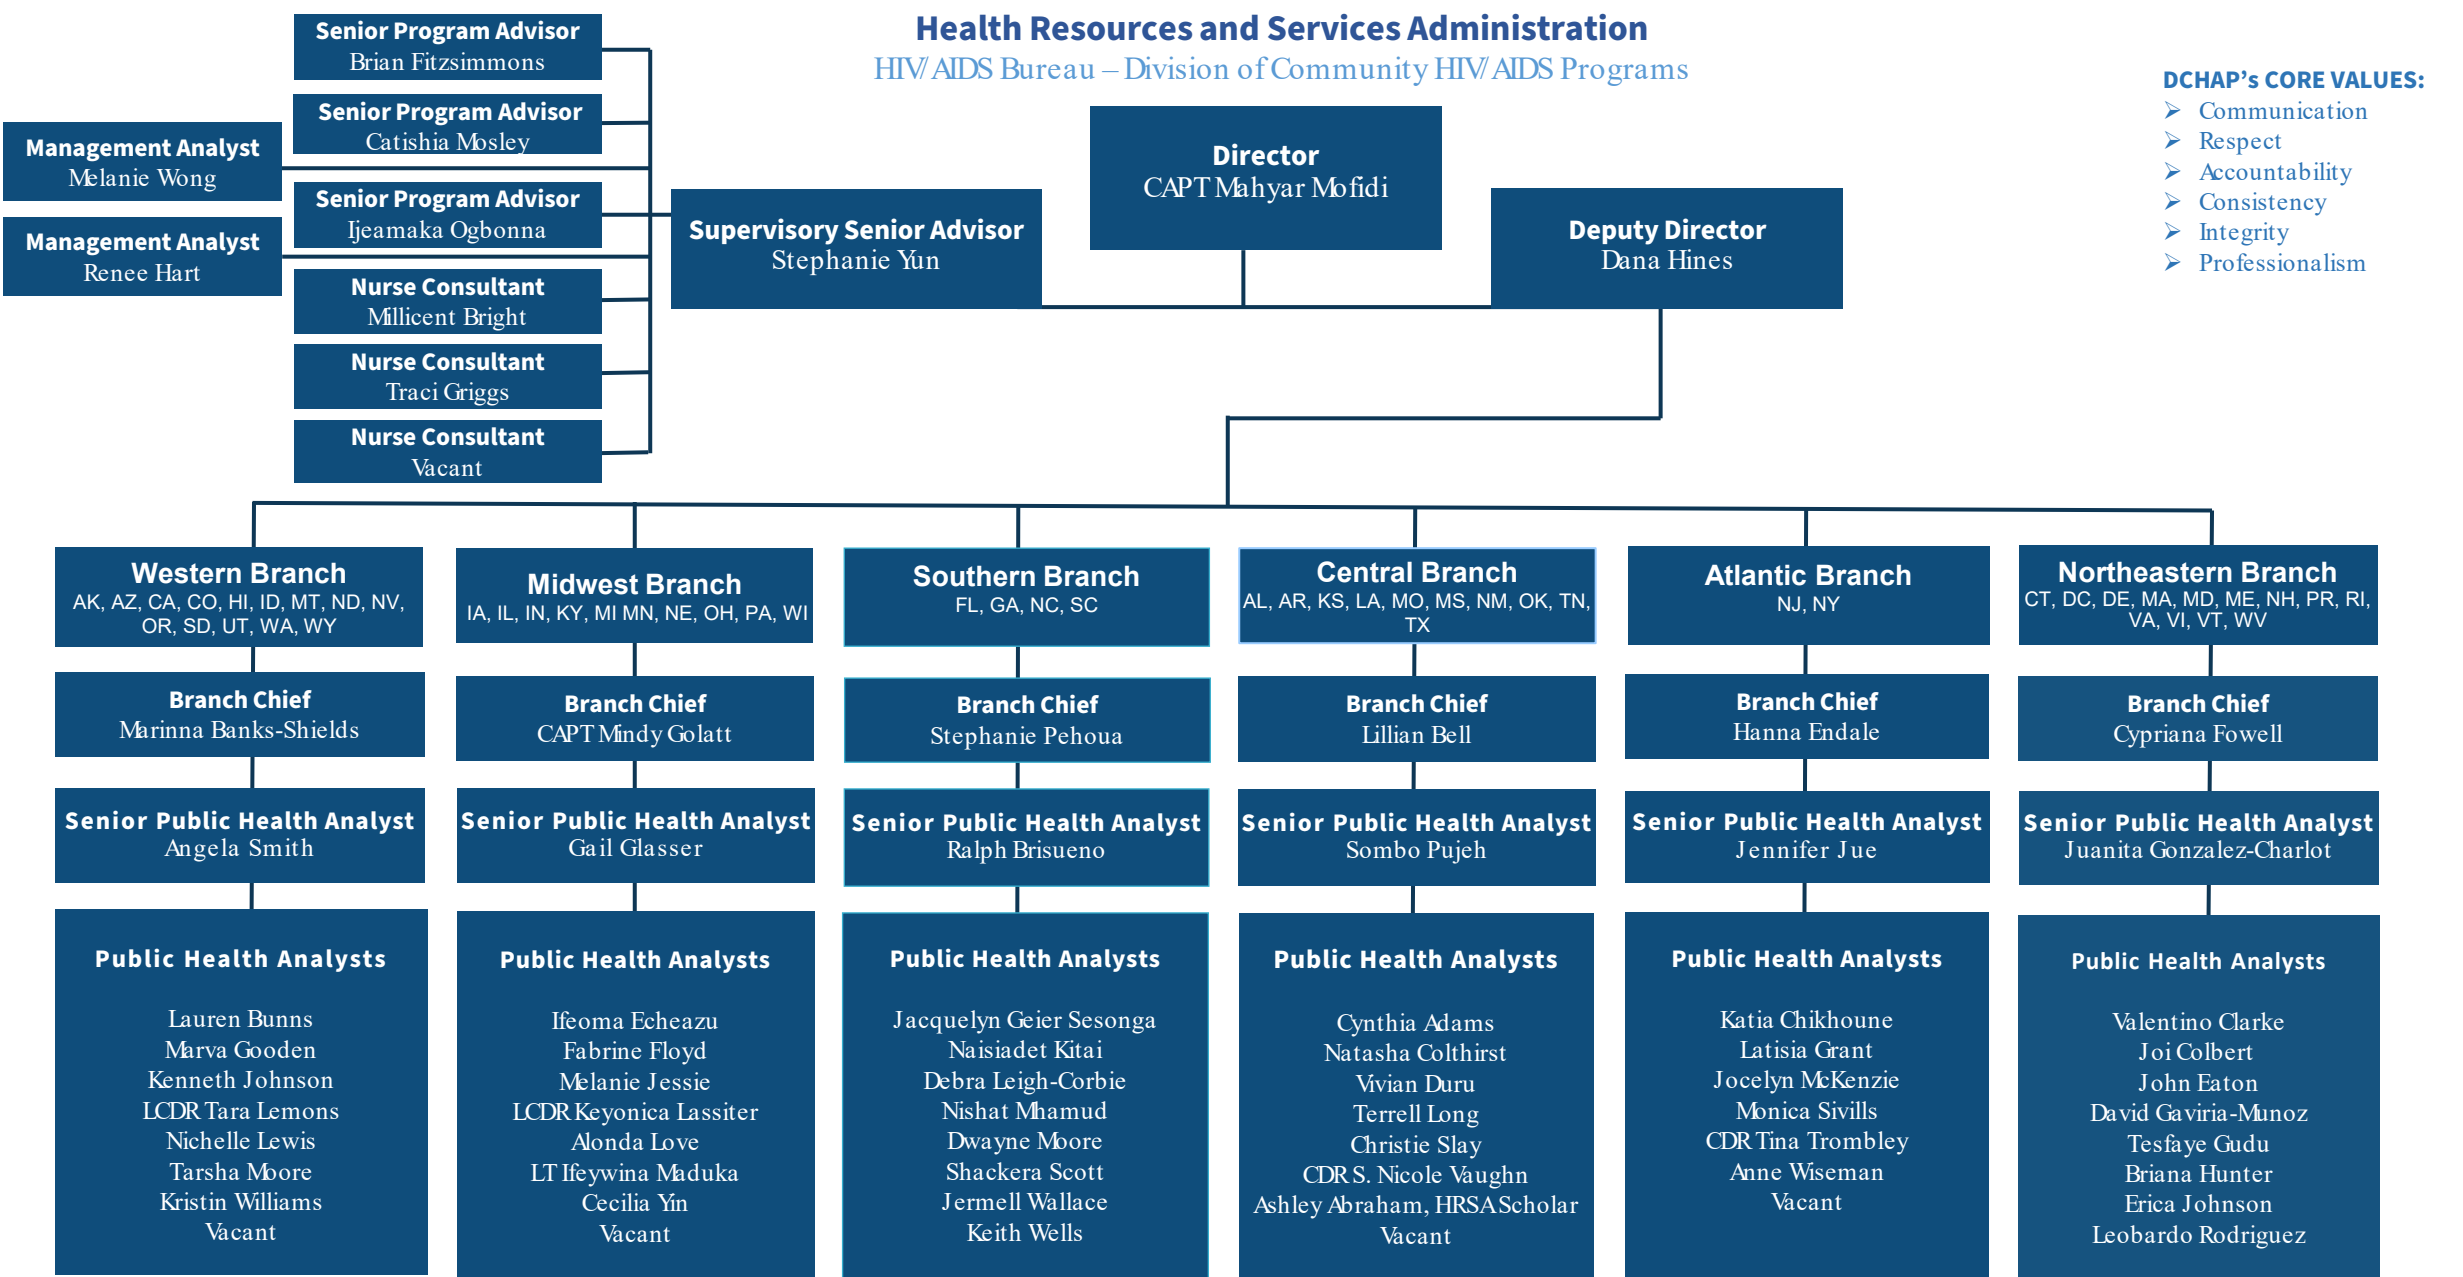 Health Resources and Services Administration
HIV/AIDS Bureau – Division of Community HIV/AIDS Programs
DCHAP's CORE VALUES:
➢ Communication
➢ Respect
➢ Accountability
➢ Consistency
➢ Integrity
➢ Professionalism
Director
CAPT Mahyar Mofidi
Supervisory Senior Advisor
Stephanie Yun
Deputy Director
Dana Hines
Senior Program Advisor
Brian Fitzsimmons
Senior Program Advisor
Catishia Mosley
Management Analyst
Melanie Wong
Senior Program Advisor
Ijeamaka Ogbonna
Management Analyst
Renee Hart
Nurse Consultant
Millicent Bright
Nurse Consultant
Traci Griggs
Nurse Consultant
Vacant
Western Branch
AK, AZ, CA, CO, HI, ID, MT, ND, NV,
OR, SD, UT, WA, WY
Branch Chief
Marinna Banks-Shields
Senior Public Health Analyst
Angela Smith
Public Health Analysts
Lauren Bunns
Marva Gooden
Kenneth Johnson
LCDR Tara Lemons
Nichelle Lewis
Tarsha Moore
Kristin Williams
Vacant
Midwest Branch
IA, IL, IN, KY, MI MN, NE, OH, PA, WI
Branch Chief
CAPT Mindy Golatt
Senior Public Health Analyst
Gail Glasser
Public Health Analysts
Ifeoma Echeazu
Fabrine Floyd
Melanie Jessie
LCDR Keyonica Lassiter
Alonda Love
LT Ifeywina Maduka
Cecilia Yin
Vacant
Southern Branch
FL, GA, NC, SC
Branch Chief
Stephanie Pehoua
Senior Public Health Analyst
Ralph Brisueno
Public Health Analysts
Jacquelyn Geier Sesonga
Naisiadet Kitai
Debra Leigh-Corbie
Nishat Mhamud
Dwayne Moore
Shackera Scott
Jermell Wallace
Keith Wells
Central Branch
AL, AR, KS, LA, MO, MS, NM, OK, TN,
TX
Branch Chief
Lillian Bell
Senior Public Health Analyst
Sombo Pujeh
Public Health Analysts
Cynthia Adams
Natasha Colthirst
Vivian Duru
Terrell Long
Christie Slay
CDR S. Nicole Vaughn
Ashley Abraham, HRSA Scholar
Vacant
Atlantic Branch
NJ, NY
Branch Chief
Hanna Endale
Senior Public Health Analyst
Jennifer Jue
Public Health Analysts
Katia Chikhoune
Latisia Grant
Jocelyn McKenzie
Monica Sivills
CDR Tina Trombley
Anne Wiseman
Vacant
Northeastern Branch
CT, DC, DE, MA, MD, ME, NH, PR, RI,
VA, VI, VT, WV
Branch Chief
Cypriana Fowell
Senior Public Health Analyst
Juanita Gonzalez-Charlot
Public Health Analysts
Valentino Clarke
Joi Colbert
John Eaton
David Gaviria-Munoz
Tesfaye Gudu
Briana Hunter
Erica Johnson
Leobardo Rodriguez